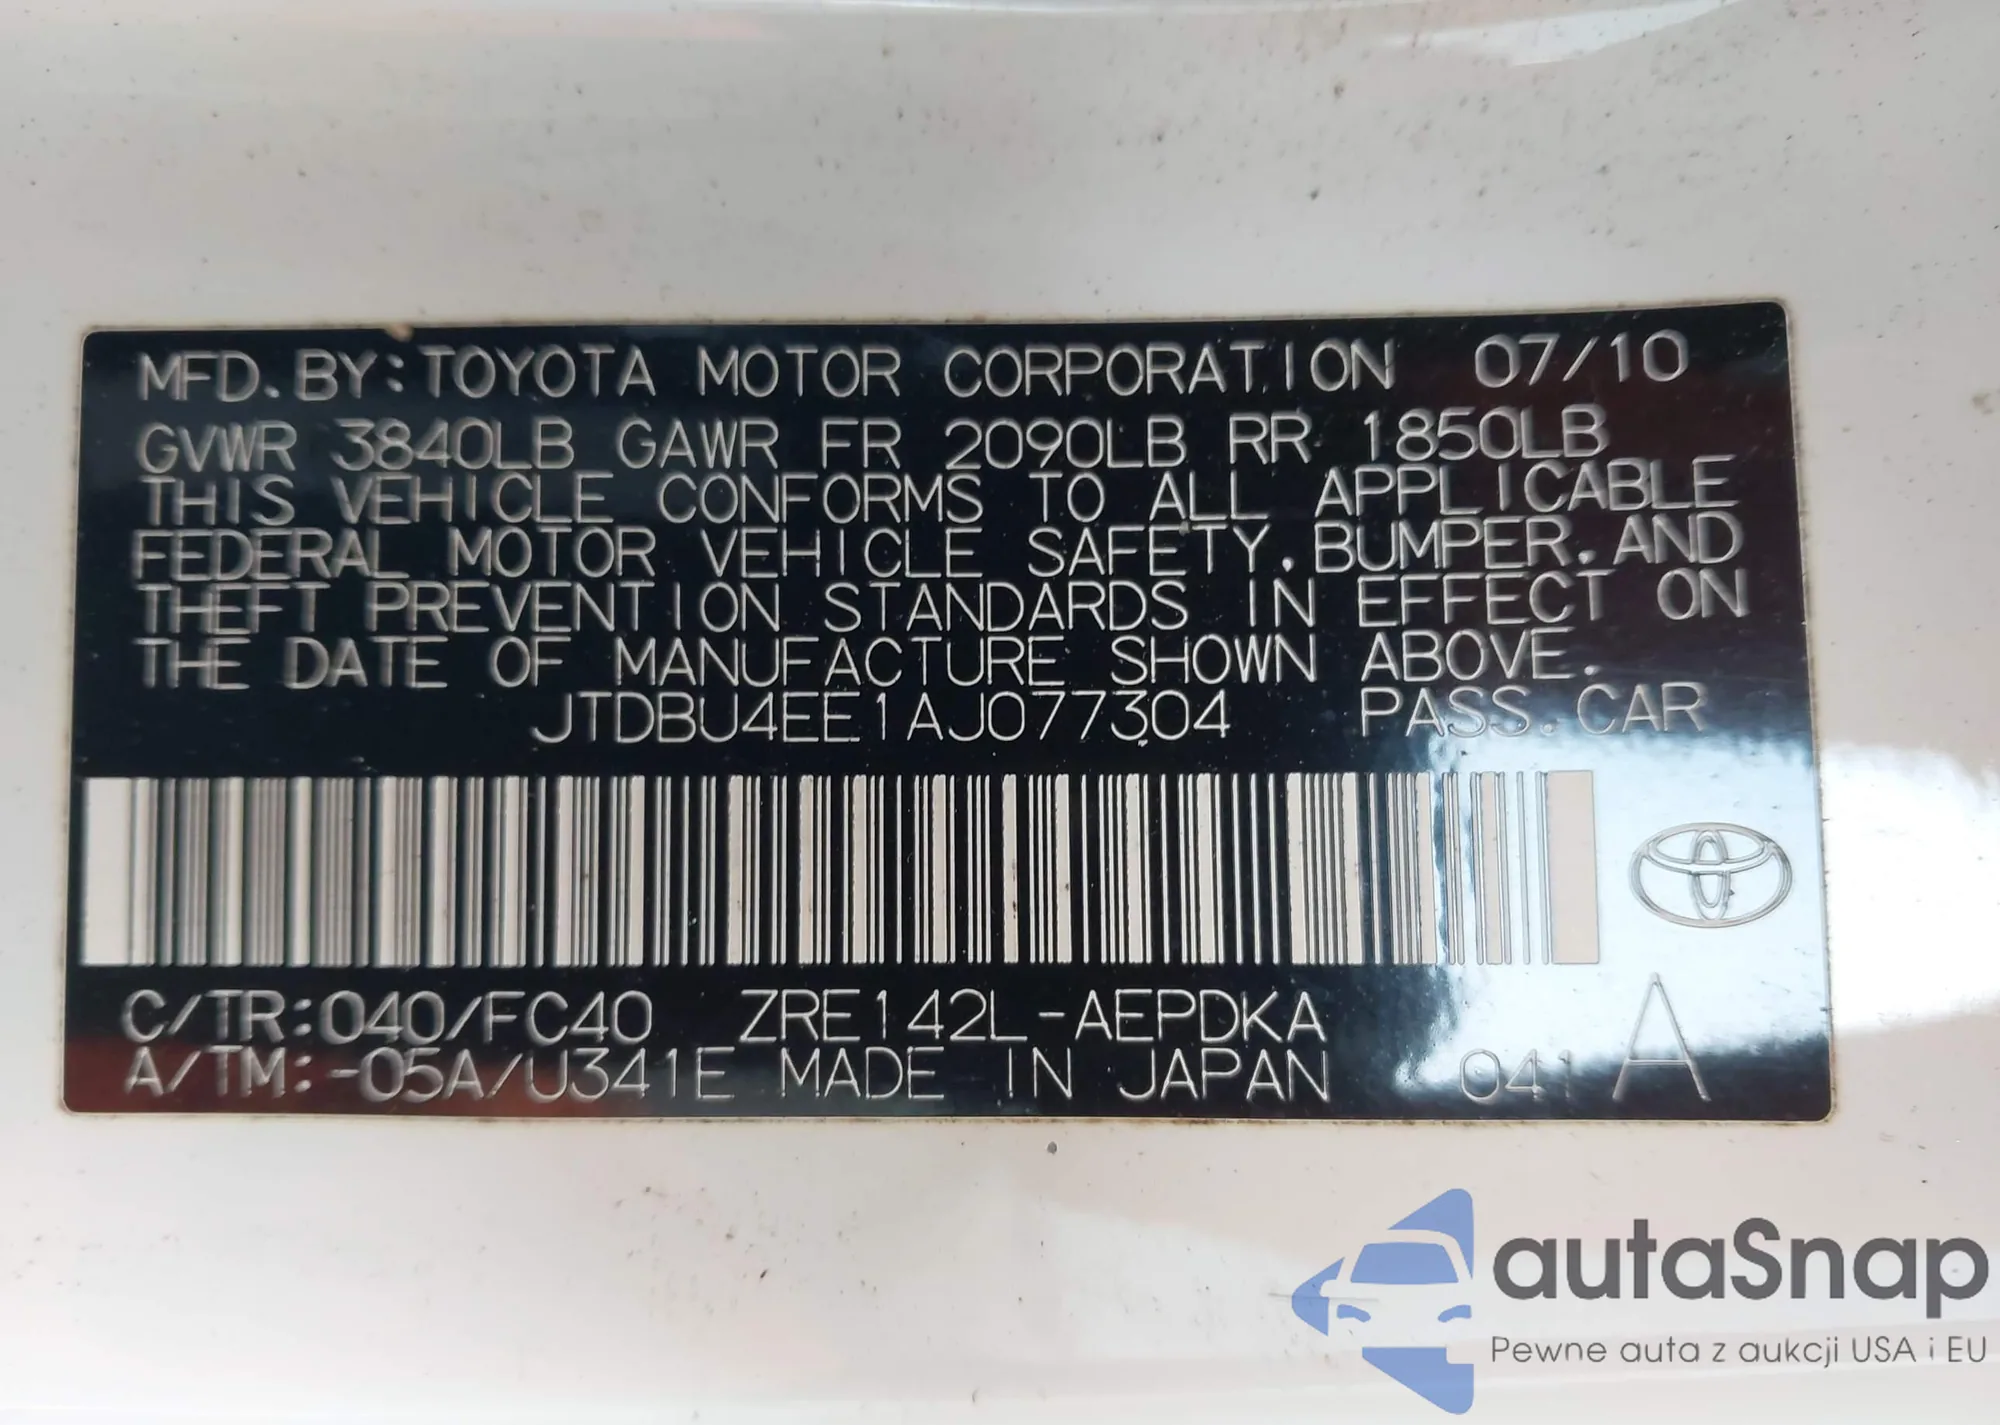 MFD. BY: TOYOTA MOTOR CORPORATION 07/10
GVWR 3840LB GAWR FR 2090LB RR 1850LB
THIS VEHICLE CONFORMS TO ALL APPLICABLE
FEDERAL MOTOR VEHICLE SAFETY, BUMPER, AND
THEFT PREVENTION STANDARDS IN EFFECT ON
THE DATE OF MANUFACTURE SHOWN ABOVE.
JTDBU4EE1AJ077304 PASS. CAR
C/TR:040/FC40 ZRE142L-AEPDKA
A/TM:-05A/U341E MADE IN JAPAN 041 A
autaSnap
Pewne auta z aukcji USA i EU